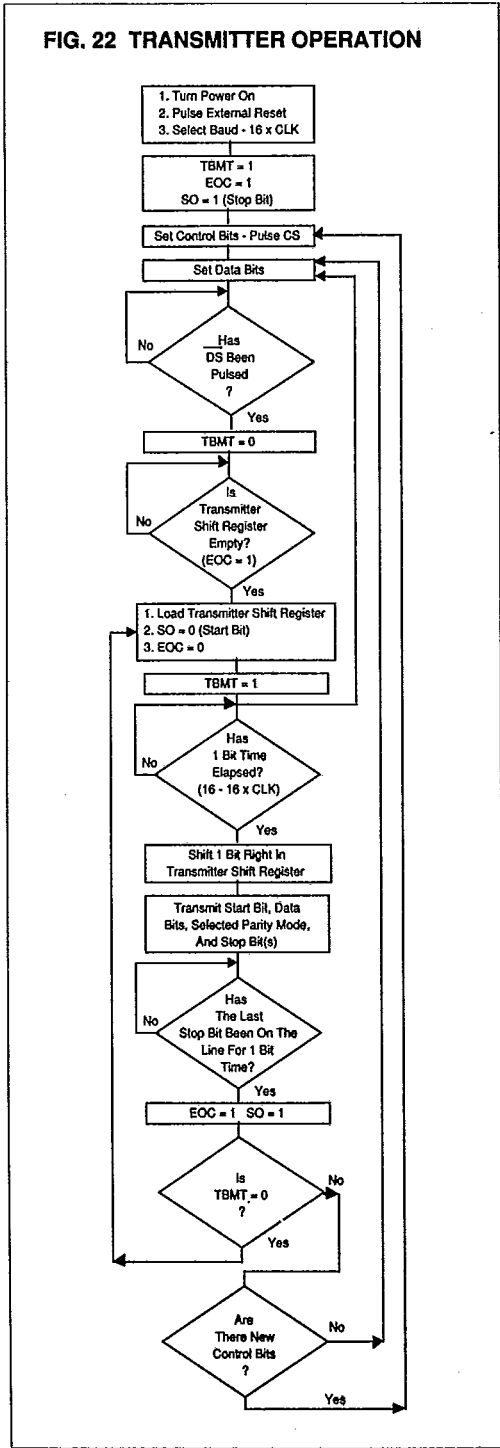 FIG. 22 TRANSMITTER OPERATION
1. Turn Power On
2. Pulse External Reset
3. Select Baud - 16 x CLK
TBMT = 1
EOC = 1
SO = 1 (Stop Bit)
Set Control Bits - Pulse CS
Set Data Bits
No
Has
DS Been
Pulsed
?
Yes
TBMT = 0
Is
Transmitter
Shift Register
Empty?
(EOC = 1)
No
Yes
1. Load Transmitter Shift Register
2. SO = 0 (Start Bit)
3. EOC = 0
TBMT = 1
Has
1 Bit Time
Elapsed?
(16 - 16 x CLK)
No
Yes
Shift 1 Bit Right In
Transmitter Shift Register
Transmit Start Bit, Data
Bits, Selected Parity Mode,
And Stop Bit(s)
Has
The Last
Stop Bit Been On The
Line For 1 Bit
Time?
No
Yes
EOC = 1 SO = 1
Is
TBMT = 0
?
No
Yes
Are
There New
Control Bits
?
No
Yes